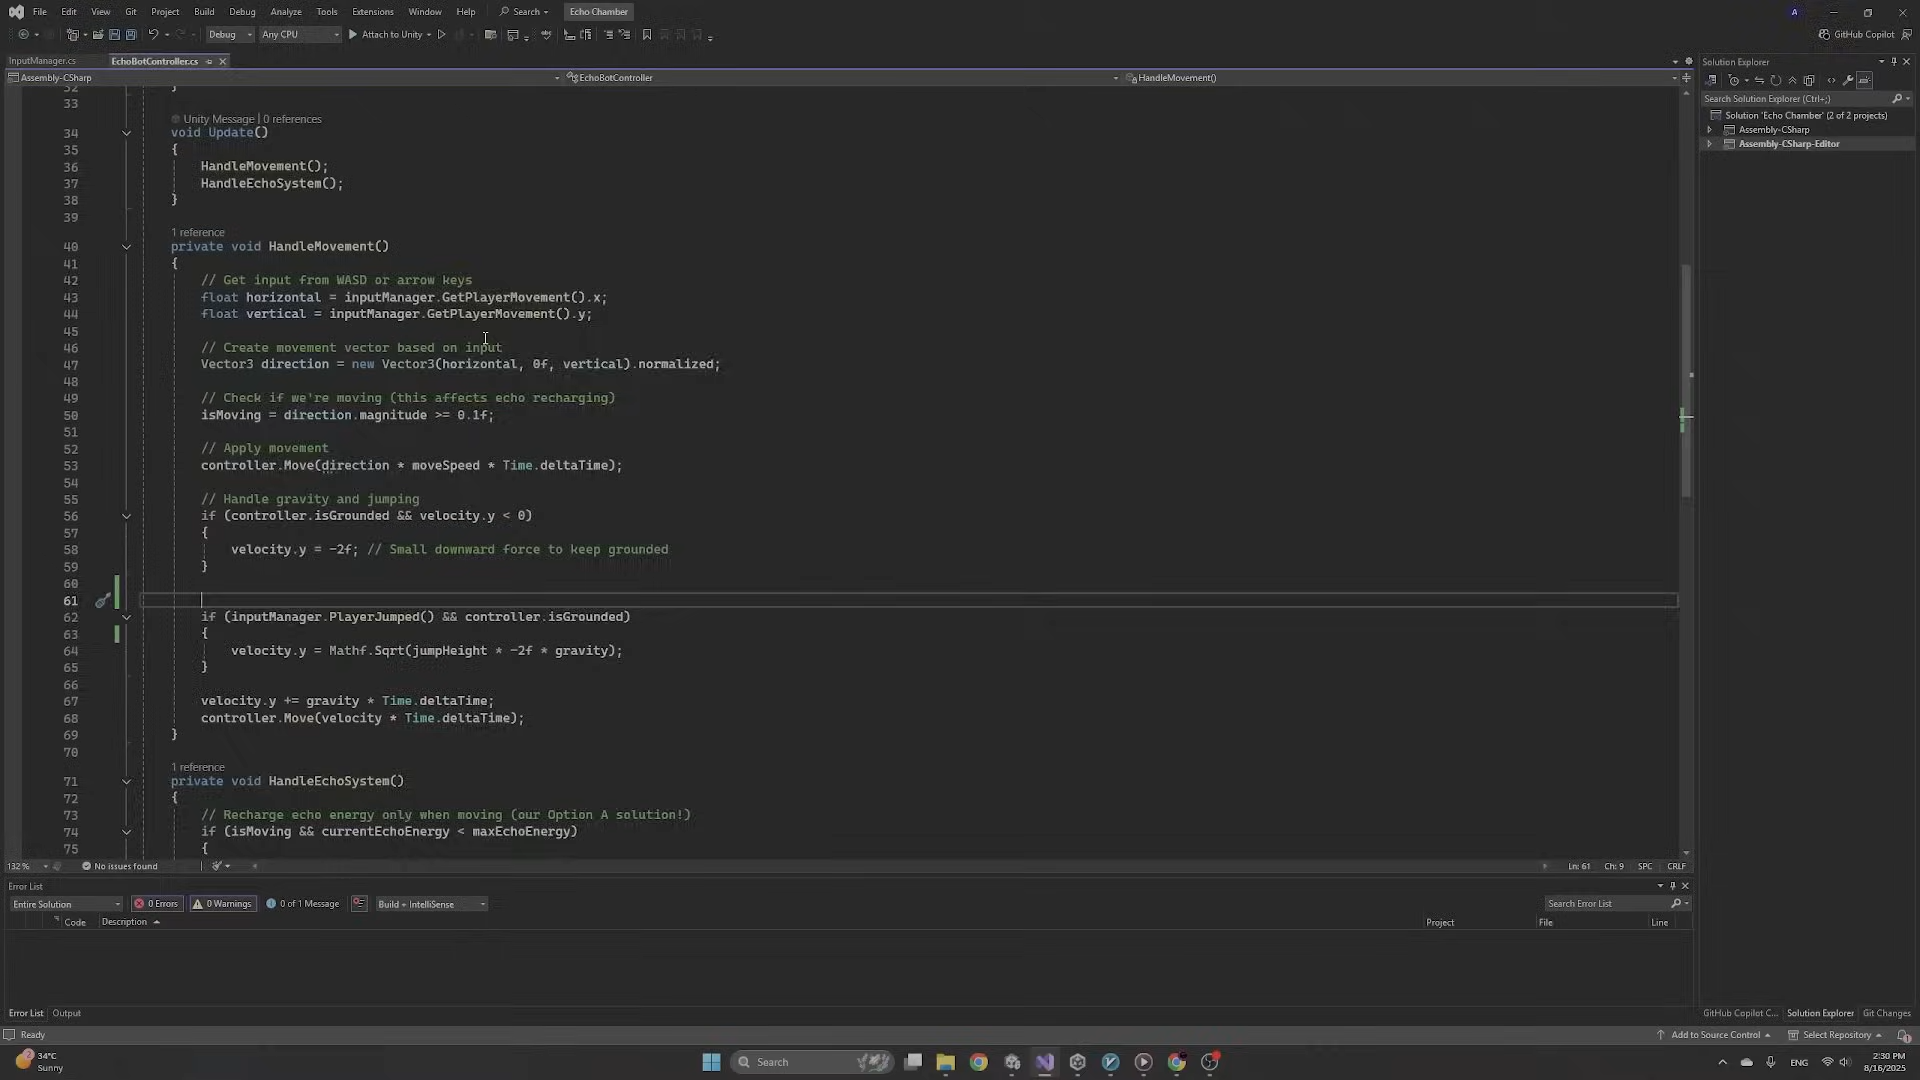 File Edit View Git Project Build Debug Analyze Tools Extensions Window Help Search Echo Chamber A
Debug Any CPU Attach to Unity GitHub Copilot
InputManager.cs EchoBotController.cs Solution Explorer
Assembly-CSharp EchoBotController HandleMovement()
Search Solution Explorer (Ctrl+;)
Solution 'Echo Chamber' (2 of 2 projects)
Assembly-CSharp
Assembly-CSharp-Editor
32 }
33
Unity Message | 0 references
34 void Update()
35 {
36 HandleMovement();
37 HandleEchoSystem();
38 }
39
1 reference
40 private void HandleMovement()
41 {
42 // Get input from WASD or arrow keys
43 float horizontal = inputManager.GetPlayerMovement().x;
44 float vertical = inputManager.GetPlayerMovement().y;
45
46 // Create movement vector based on input
47 Vector3 direction = new Vector3(horizontal, 0f, vertical).normalized;
48
49 // Check if we're moving (this affects echo recharging)
50 isMoving = direction.magnitude >= 0.1f;
51
52 // Apply movement
53 controller.Move(direction * moveSpeed * Time.deltaTime);
54
55 // Handle gravity and jumping
56 if (controller.isGrounded && velocity.y < 0)
57 {
58 velocity.y = -2f; // Small downward force to keep grounded
59 }
60
61
62 if (inputManager.PlayerJumped() && controller.isGrounded)
63 {
64 velocity.y = Mathf.Sqrt(jumpHeight * -2f * gravity);
65 }
66
67 velocity.y += gravity * Time.deltaTime;
68 controller.Move(velocity * Time.deltaTime);
69 }
70
1 reference
71 private void HandleEchoSystem()
72 {
73 // Recharge echo energy only when moving (our Option A solution!)
74 if (isMoving && currentEchoEnergy < maxEchoEnergy)
75 {
132 % No issues found Ln: 61 Ch: 9 SPC CRLF
Error List
Entire Solution 0 Errors 0 Warnings 0 of 1 Message Build + IntelliSense Search Error List
Code Description Project File Line
Error List Output GitHub Copilot C... Solution Explorer Git Changes
Ready Add to Source Control Select Repository
2 34°C
Sunny
Search
ENG
2:30 PM
8/16/2025